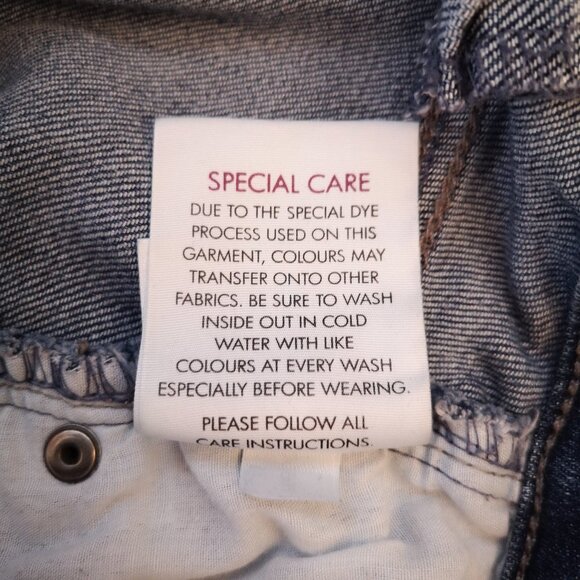 SPECIAL CARE
DUE TO THE SPECIAL DYE
PROCESS USED ON THIS
GARMENT, COLOURS MAY
TRANSFER ONTO OTHER
FABRICS. BE SURE TO WASH
INSIDE OUT IN COLD
WATER WITH LIKE
COLOURS AT EVERY WASH
ESPECIALLY BEFORE WEARING.
PLEASE FOLLOW ALL
CARE INSTRUCTIONS.